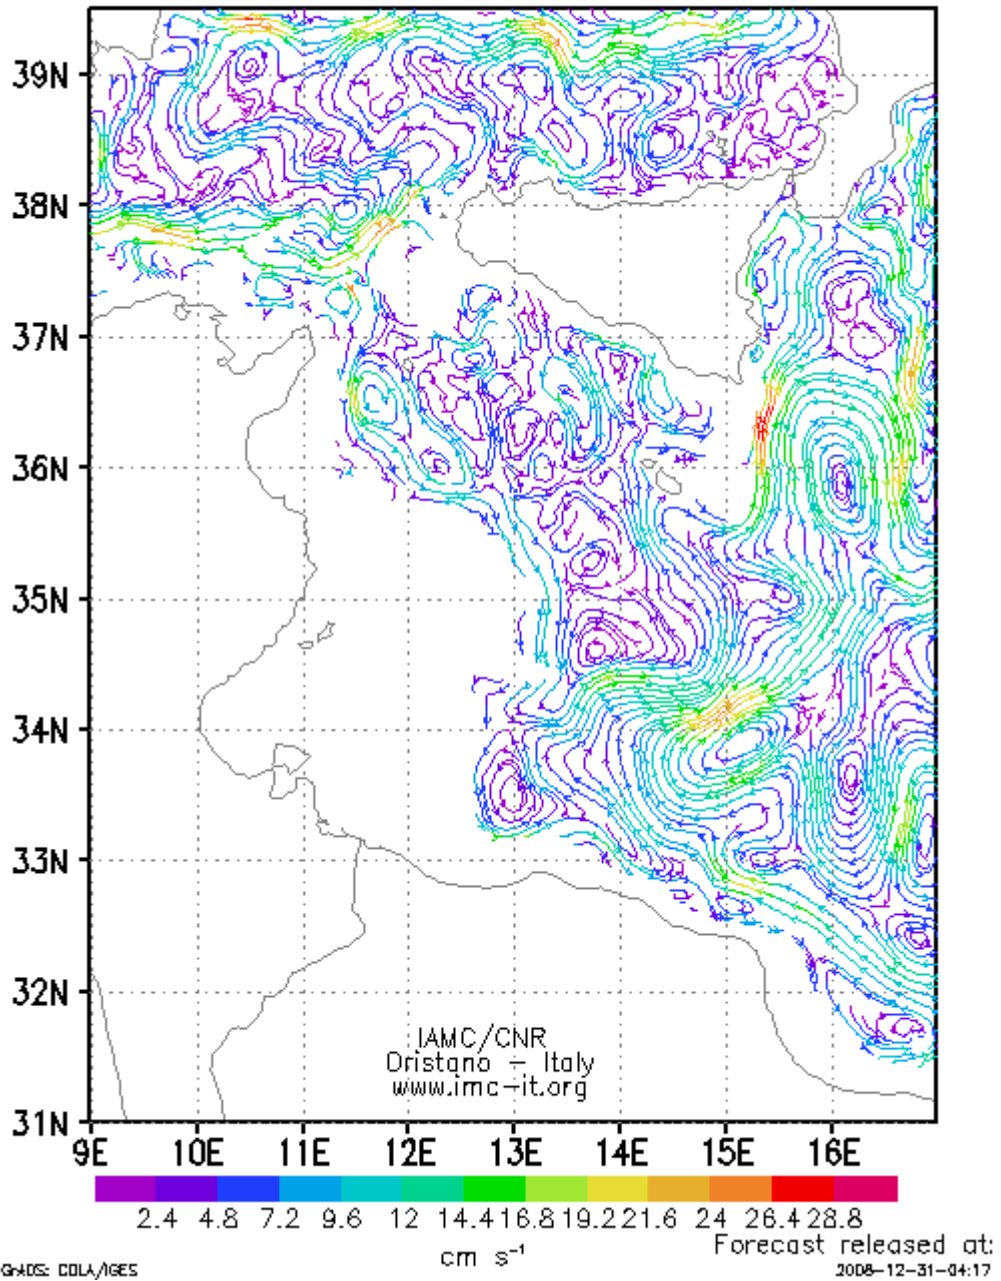 39N
38N
37N
36N
35N
34N
33N
32N
31N
IAMC/CNR
Oristano - Italy
www.imc-it.org
9E 10E 11E 12E 13E 14E 15E 16E
2.4 4.8 7.2 9.6 12 14.4 16.8 19.2 21.6 24 26.4 28.8
cm s⁻¹
Forecast released at:
GrADS: COLA/IGES
2008-12-31-04:17